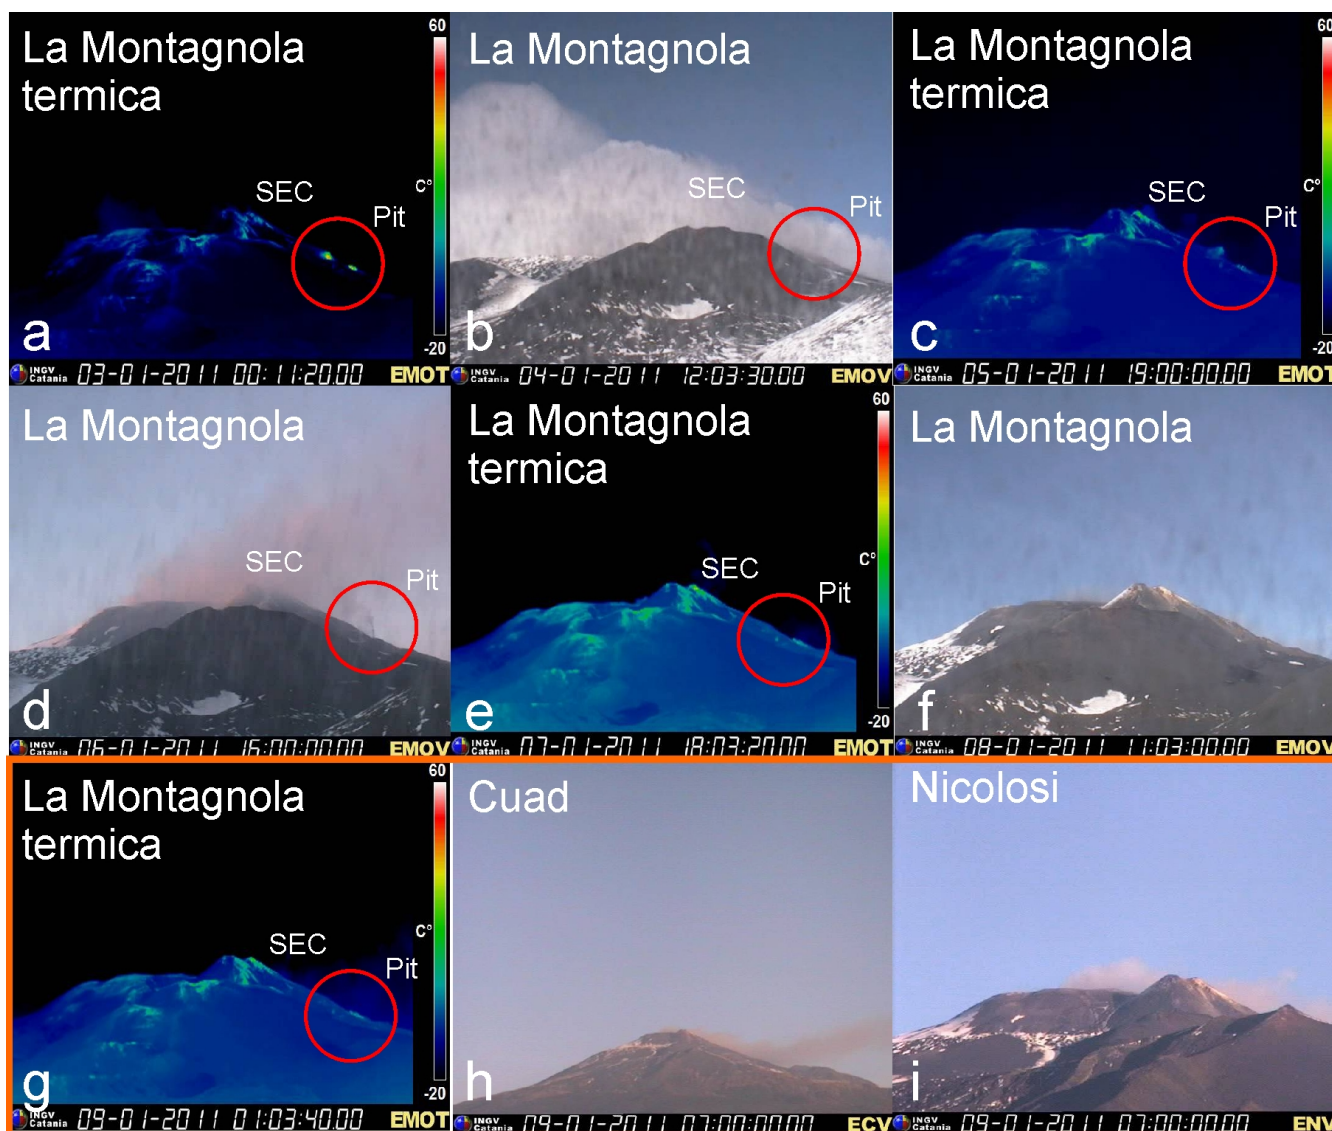 La Montagnola
termica
60
SEC
C°
Pit
-20
a
INGV
Catania
03-01-2011 00:11:20.00
EMOT
La Montagnola
SEC
Pit
b
INGV
Catania
04-01-2011 12:03:30.00
EMOV
La Montagnola
termica
60
SEC
C°
Pit
-20
c
INGV
Catania
05-01-2011 19:00:00.00
EMOT
La Montagnola
SEC
Pit
d
INGV
Catania
06-01-2011 16:00:00.00
EMOV
La Montagnola
termica
60
SEC
C°
Pit
-20
e
INGV
Catania
07-01-2011 18:03:20.00
EMOT
La Montagnola
f
INGV
Catania
08-01-2011 11:03:00.00
EMOV
La Montagnola
termica
60
SEC
C°
Pit
-20
g
INGV
Catania
09-01-2011 01:03:40.00
EMOT
Cuad
h
INGV
Catania
09-01-2011 07:00:00.00
ECV
Nicolosi
i
INGV
Catania
09-01-2011 07:00:00.00
ENV